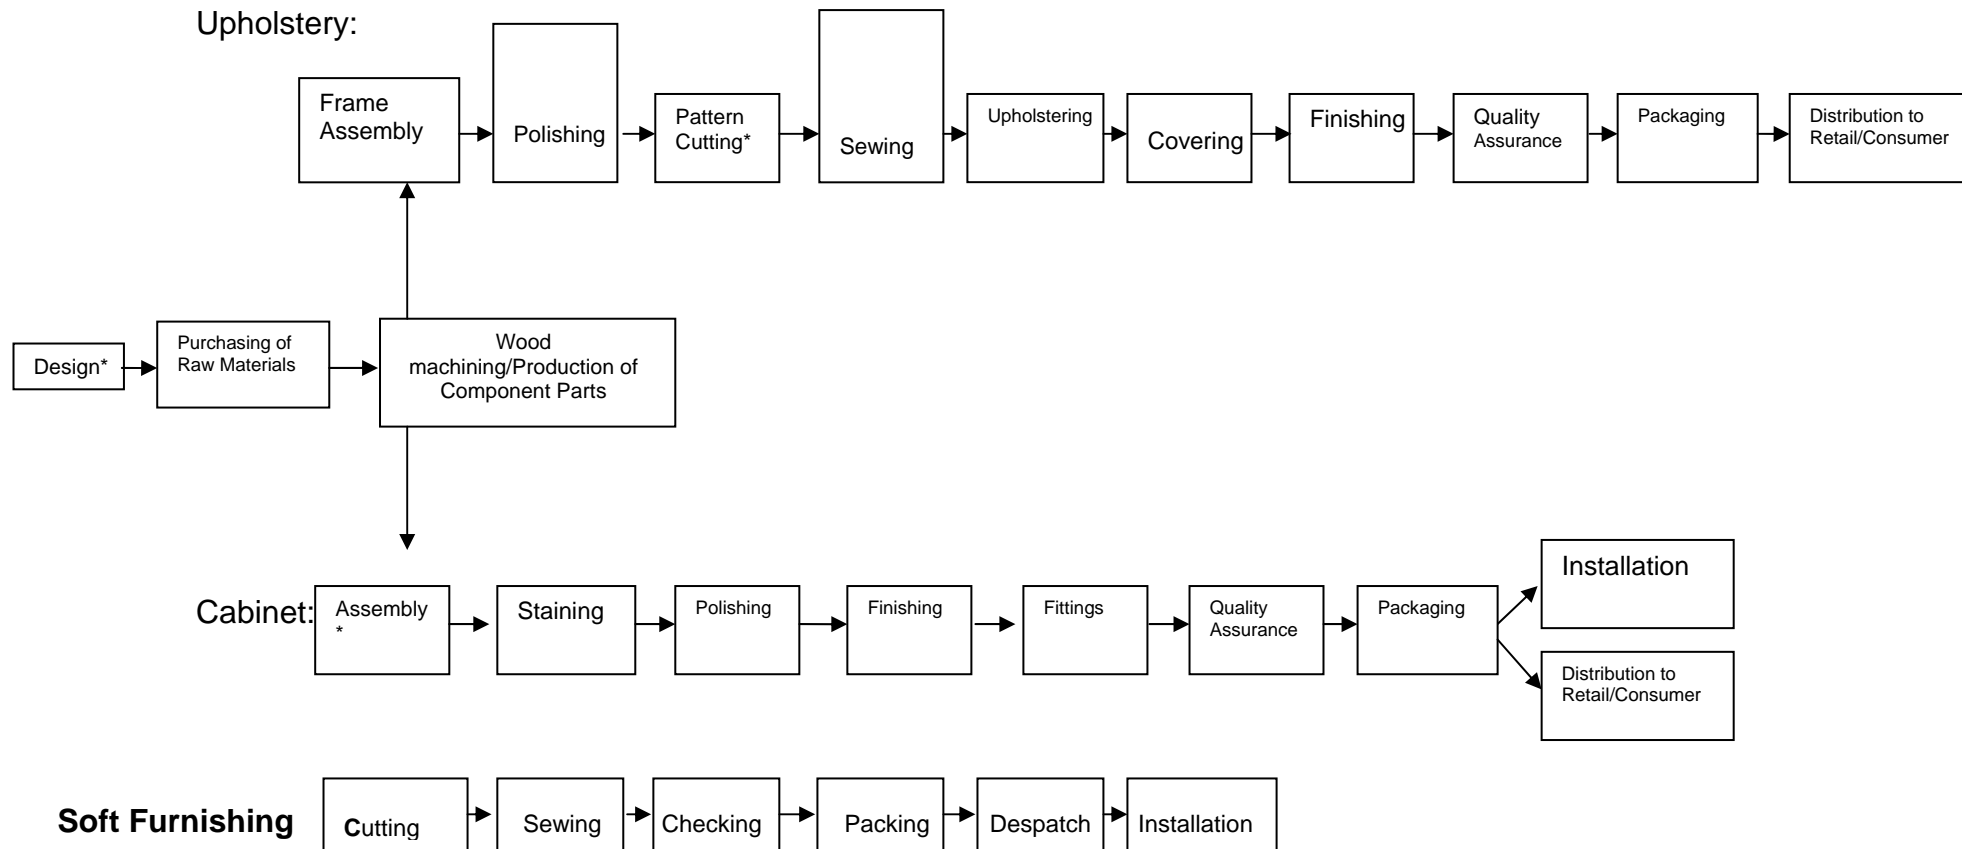 Upholstery:
Frame
Assembly
Polishing
Pattern
Cutting*
Sewing
Upholstering
Covering
Finishing
Quality
Assurance
Packaging
Distribution to
Retail/Consumer
Design*
Purchasing of
Raw Materials
Wood
machining/Production of
Component Parts
Cabinet:
Assembly
*
Staining
Polishing
Finishing
Fittings
Quality
Assurance
Packaging
Installation
Distribution to
Retail/Consumer
Soft Furnishing
Cutting
Sewing
Checking
Packing
Despatch
Installation